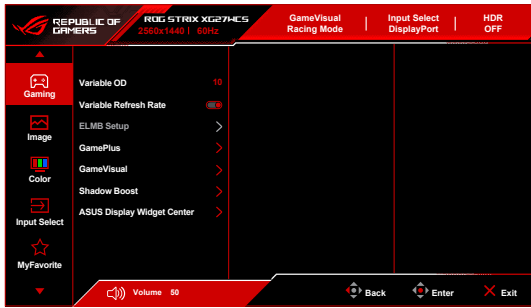 REPUBLIC OF
GAMERS
ROG STRIX XG27WCS
2560x1440 | 60Hz
GameVisual
Racing Mode
Input Select
DisplayPort
HDR
OFF
Gaming
Image
Color
Input Select
MyFavorite
Variable OD 10
Variable Refresh Rate
ELMB Setup
GamePlus
GameVisual
Shadow Boost
ASUS Display Widget Center
Volume 50
Back
Enter
Exit